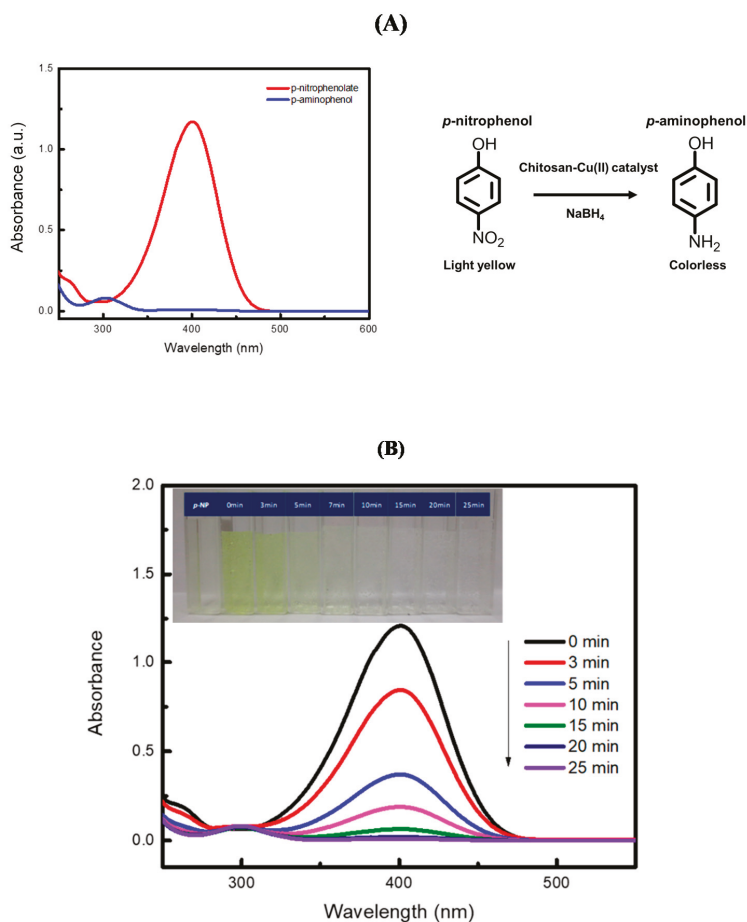 (A)
1.5
1.0
0.5
0.0
300
400
500
600
Absorbance (a.u.)
Wavelength (nm)
p-nitrophenolate
p-aminophenol
p-nitrophenol
OH
NO₂
Light yellow
Chitosan-Cu(II) catalyst
NaBH₄
p-aminophenol
OH
NH₂
Colorless
(B)
2.0
1.5
1.0
0.5
0.0
300
400
500
Absorbance
Wavelength (nm)
p-NP 0min 3min 5min 7min 10min 15min 20min 25min
0 min
3 min
5 min
10 min
15 min
20 min
25 min